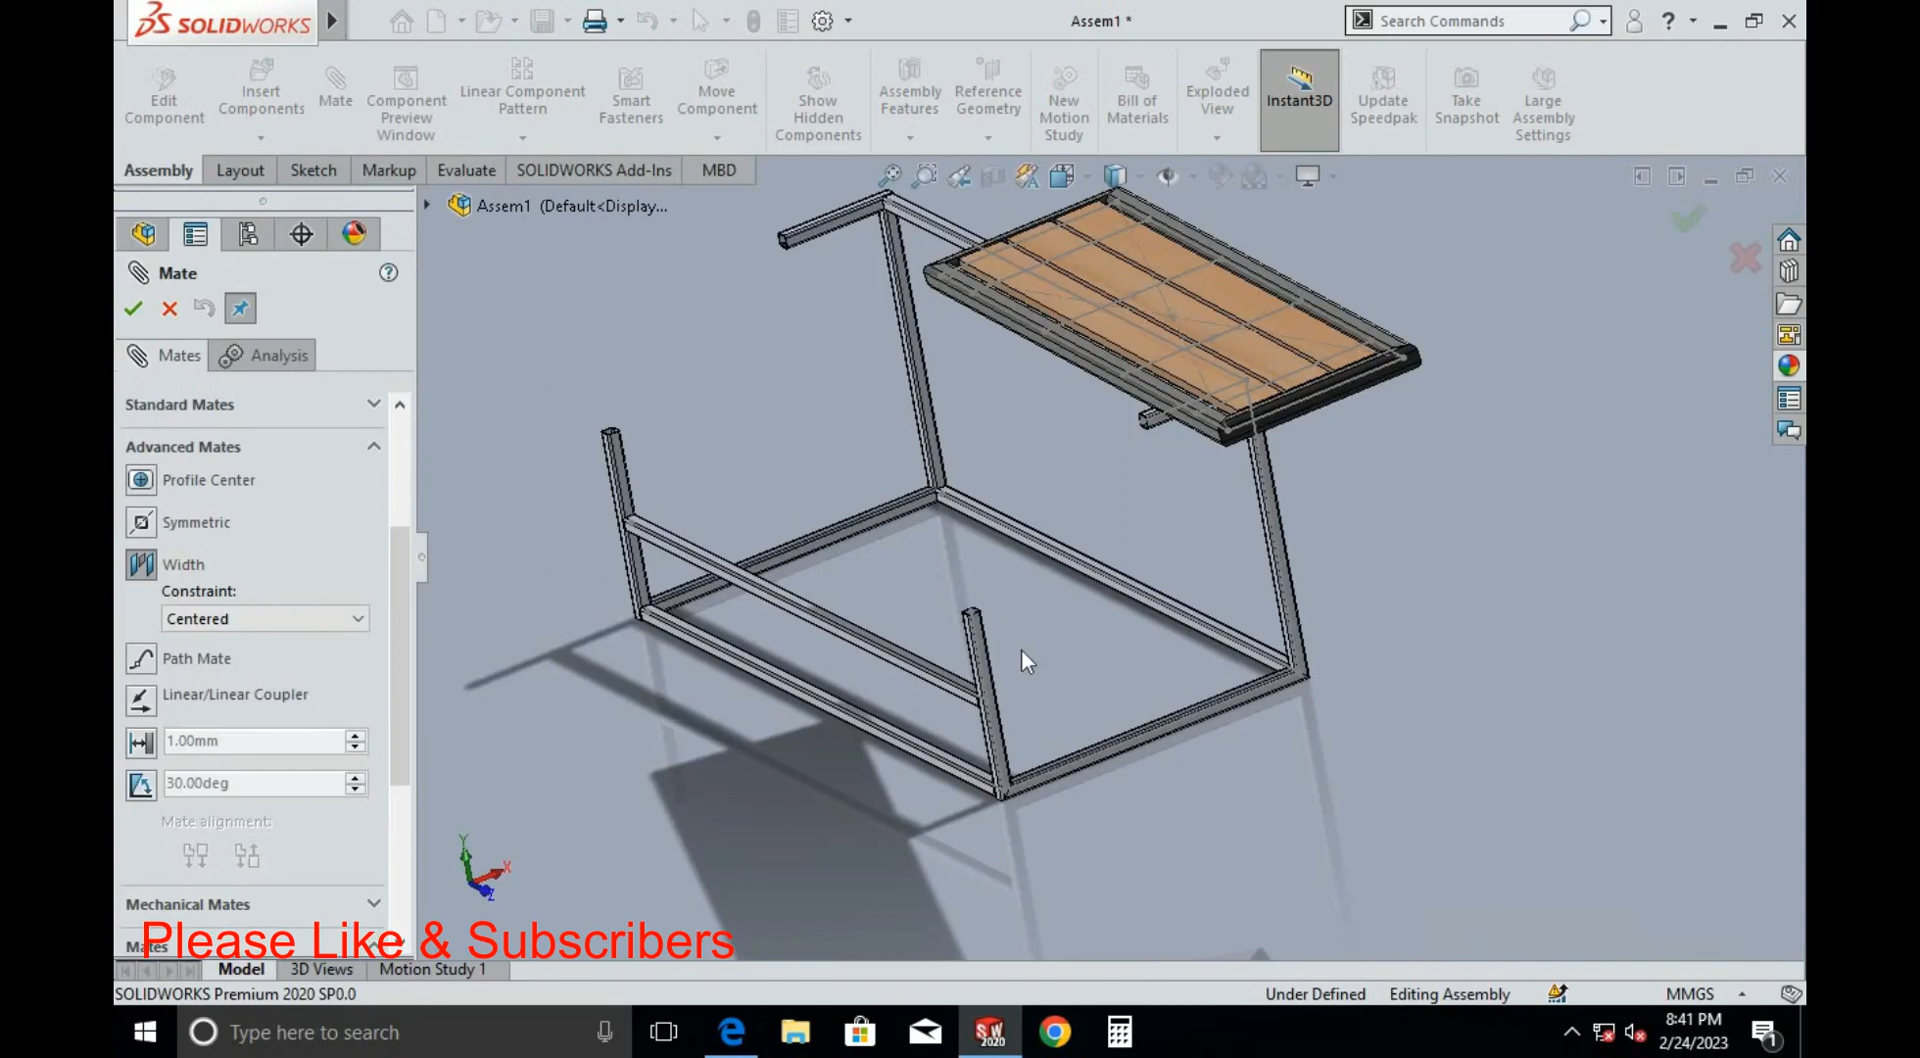 SOLIDWORKS
Assem1 *
Search Commands
?
Edit
Component
Insert
Components
Mate
Component
Preview
Window
Linear Component
Pattern
Smart
Fasteners
Move
Component
Show
Hidden
Components
Assembly
Features
Reference
Geometry
New
Motion
Study
Bill of
Materials
Exploded
View
Instant3D
Update
Speedpak
Take
Snapshot
Large
Assembly
Settings
Assembly
Layout
Sketch
Markup
Evaluate
SOLIDWORKS Add-Ins
MBD
Assem1 (Default<Display...
Mate
?
Mates
Analysis
Standard Mates
Advanced Mates
Profile Center
Symmetric
Width
Constraint:
Centered
Path Mate
Linear/Linear Coupler
1.00mm
30.00deg
Mate alignment:
Mechanical Mates
Mates
Please Like & Subscribers
Y
X
Z
Model
3D Views
Motion Study 1
SOLIDWORKS Premium 2020 SP0.0
Under Defined
Editing Assembly
MMGS
Type here to search
SW
2020
8:41 PM
2/24/2023
1